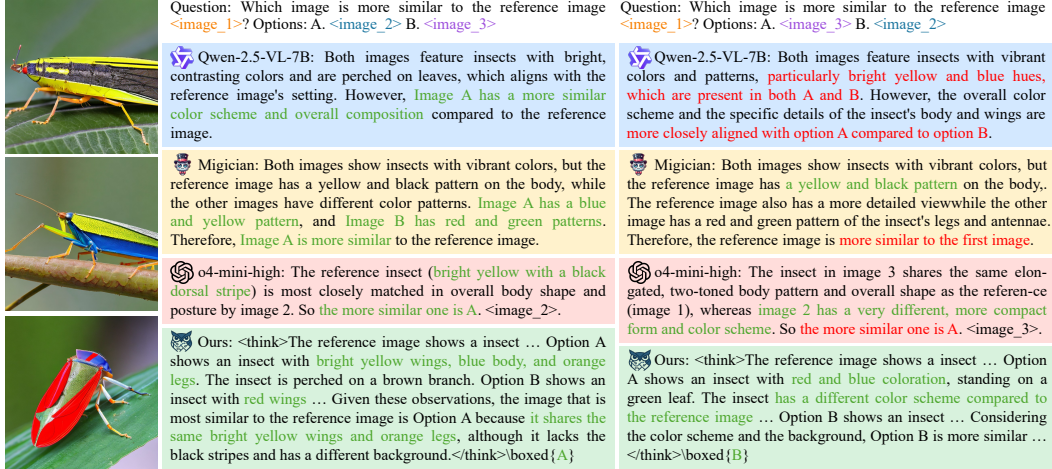 Question: Which image is more similar to the reference image
<image_1>? Options: A. <image_2> B. <image_3>
Qwen-2.5-VL-7B: Both images feature insects with bright,
contrasting colors and are perched on leaves, which aligns with the
reference image's setting. However, Image A has a more similar
color scheme and overall composition compared to the reference
image.
Migician: Both images show insects with vibrant colors, but the
reference image has a yellow and black pattern on the body, while
the other images have different color patterns. Image A has a blue
and yellow pattern, and Image B has red and green patterns.
Therefore, Image A is more similar to the reference image.
o4-mini-high: The reference insect (bright yellow with a black
dorsal stripe) is most closely matched in overall body shape and
posture by image 2. So the more similar one is A. <image_2>.
Ours: <think>The reference image shows a insect … Option A
shows an insect with bright yellow wings, blue body, and orange
legs. The insect is perched on a brown branch. Option B shows an
insect with red wings … Given these observations, the image that is
most similar to the reference image is Option A because it shares the
same bright yellow wings and orange legs, although it lacks the
black stripes and has a different background.</think>\boxed{A}
Question: Which image is more similar to the reference image
<image_1>? Options: A. <image_3> B. <image_2>
Qwen-2.5-VL-7B: Both images feature insects with vibrant
colors and patterns, particularly bright yellow and blue hues,
which are present in both A and B. However, the overall color
scheme and the specific details of the insect's body and wings are
more closely aligned with option A compared to option B.
Migician: Both images show insects with vibrant colors, but
the reference image has a yellow and black pattern on the body,.
The reference image also has a more detailed viewwhile the other
image has a red and green pattern of the insect's legs and antennae.
Therefore, the reference image is more similar to the first image.
o4-mini-high: The insect in image 3 shares the same elon-
gated, two-toned body pattern and overall shape as the referen-ce
(image 1), whereas image 2 has a very different, more compact
form and color scheme. So the more similar one is A. <image_3>.
Ours: <think>The reference image shows a insect … Option
A shows an insect with red and blue coloration, standing on a
green leaf. The insect has a different color scheme compared to
the reference image … Option B shows an insect … Considering
the color scheme and the background, Option B is more similar …
</think>\boxed{B}